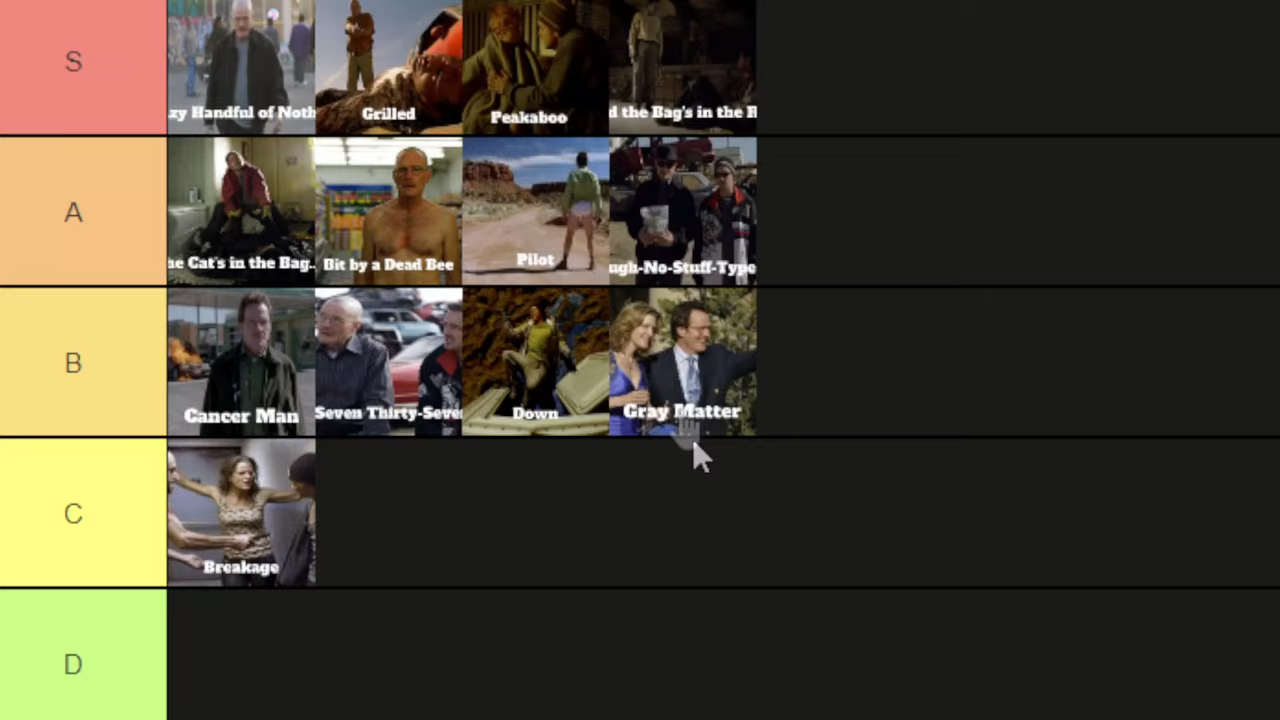 S
zy Handful of Noth
Grilled
Peakaboo
d the Bag's in the R
A
he Cat's in the Bag..
Bit by a Dead Bee
Pilot
ugh-No-Stuff-Type
B
Cancer Man
Seven Thirty-Seve
Down
Gray Matter
C
Breakage
D